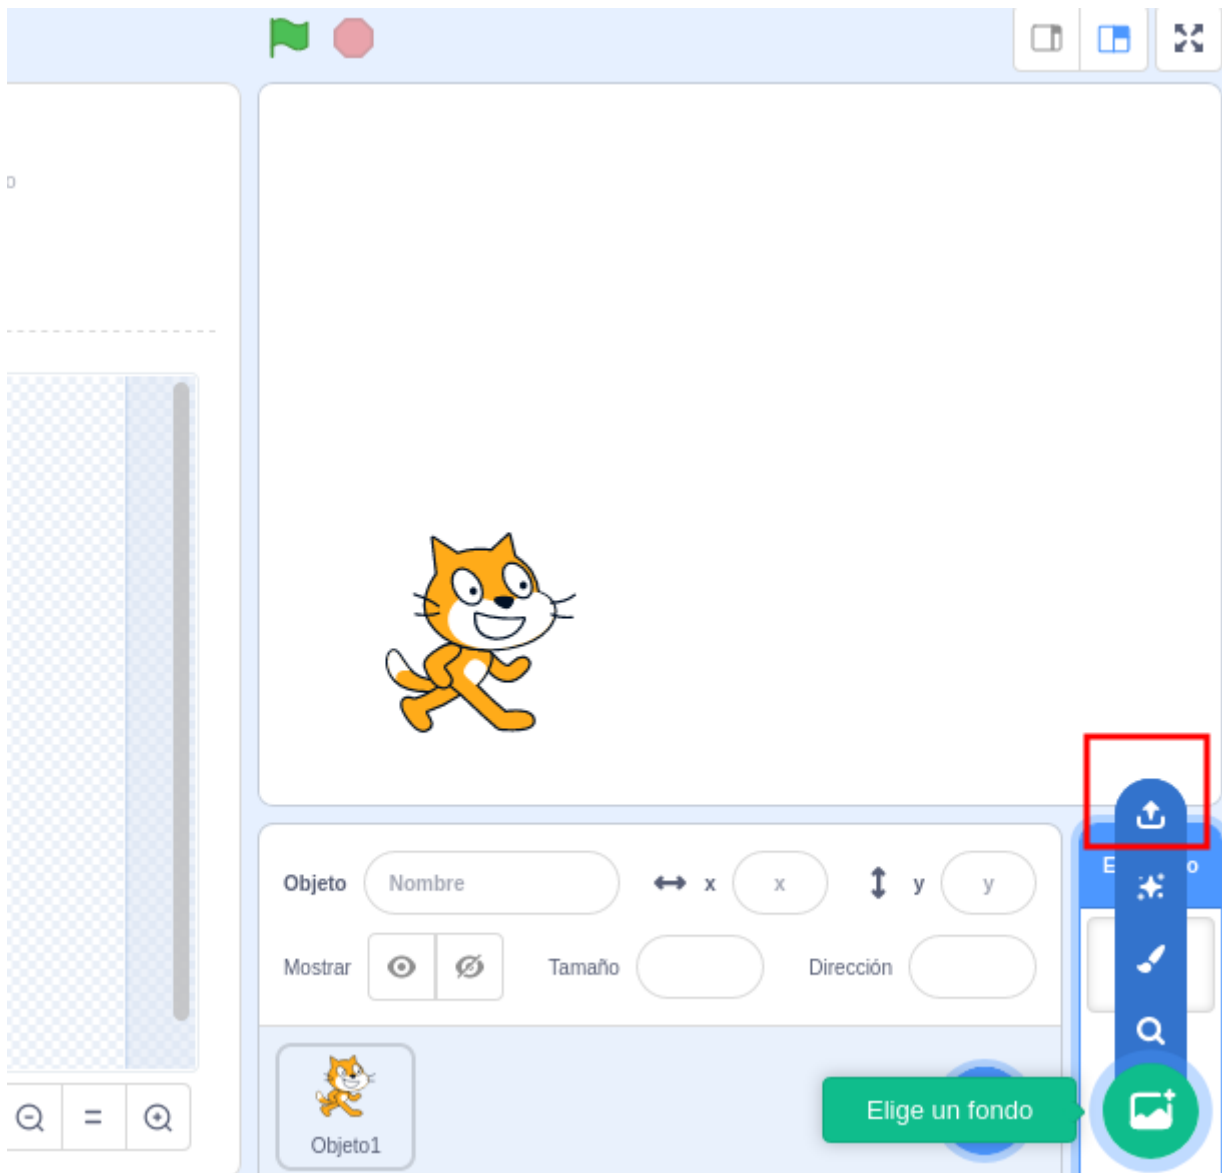 Objeto Nombre x x y y
Mostrar Tamaño Dirección
Objeto1
Elige un fondo